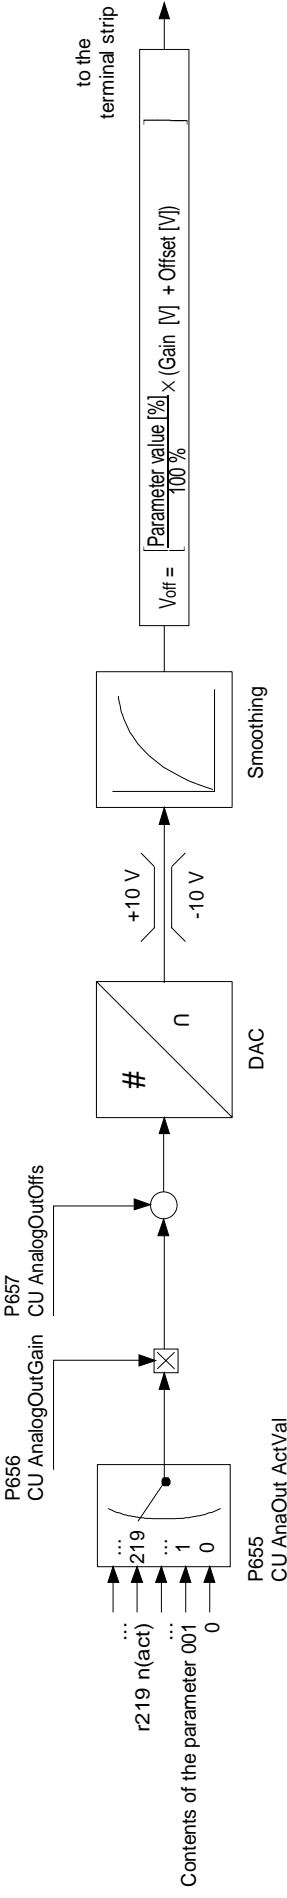 ...
r219 n(act)
...
Contents of the parameter 001
0
...
219
...
1
0
P655
CU AnaOut ActVal
P656
CU AnalogOutGain
P657
CU AnalogOutOffs
#
U
DAC
+10 V
-10 V
Smoothing
Voff = [Parameter value [%]
100 %
× (Gain [V] + Offset [V])
to the
terminal strip